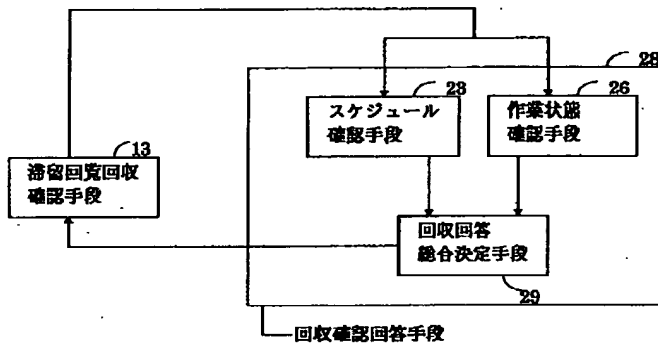 28
スケジュール
確認手段
23
作業状態
確認手段
26
滞留回覧回収
確認手段
13
回収回答
総合決定手段
29
回収確認回答手段